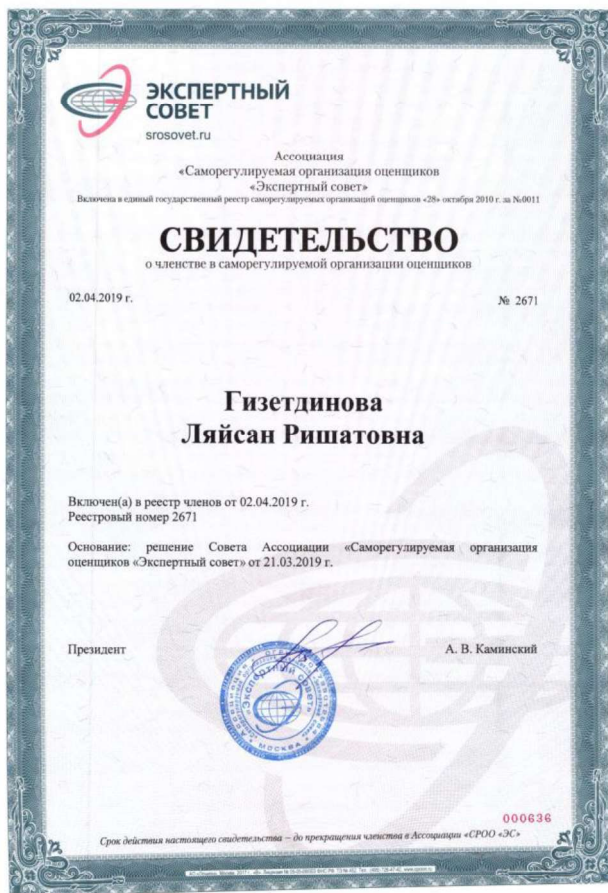 ЭКСПЕРТНЫЙ
СОВЕТ
srosovet.ru
Ассоциация
«Саморегулируемая организация оценщиков
«Экспертный совет»
Включена в единый государственный реестр саморегулируемых организаций оценщиков «28» октября 2010 г. за №0011
СВИДЕТЕЛЬСТВО
о членстве в саморегулируемой организации оценщиков
02.04.2019 г.
№ 2671
Гизетдинова
Ляйсан Ришатовна
Включен(а) в реестр членов от 02.04.2019 г.
Реестровый номер 2671
Основание: решение Совета Ассоциации «Саморегулируемая организация
оценщиков «Экспертный совет» от 21.03.2019 г.
Президент
А. В. Каминский
«Экспертный совет»
МОСКВА
000636
Срок действия настоящего свидетельства – до прекращения членства в Ассоциации «СРОО «ЭС»